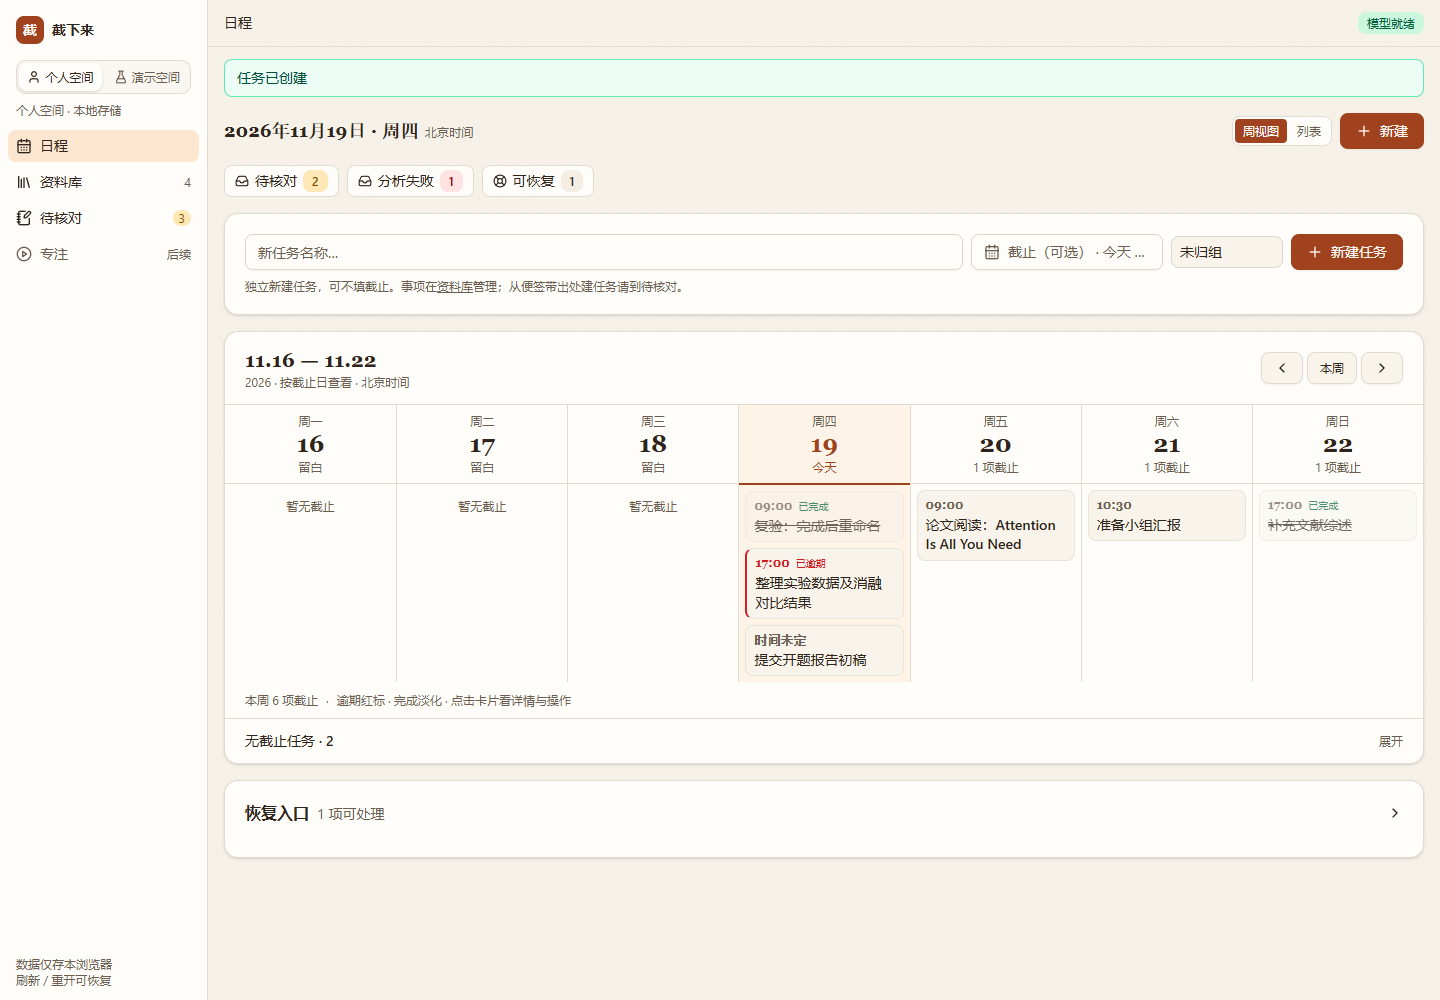 截 截下来
个人空间 演示空间
个人空间 · 本地存储
日程
资料库 4
待核对 3
专注 后续
数据仅存本浏览器
刷新 / 重开可恢复
日程 模型就绪
任务已创建
2026年11月19日 · 周四 北京时间
周视图 列表 新建
待核对 2 分析失败 1 可恢复 1
新任务名称... 截止（可选） · 今天 ... 未归组 新建任务
独立新建任务，可不填截止。事项在资料库管理；从便签带出处建任务请到待核对。
11.16 — 11.22
2026 · 按截止日查看 · 北京时间
本周
周一 周二 周三 周四 周五 周六 周日
16 17 18 19 20 21 22
留白 留白 留白 今天 1 项截止 1 项截止 1 项截止
暂无截止 暂无截止 暂无截止
09:00 已完成
复验：完成后重命名
17:00 已逾期
整理实验数据及消融
对比结果
时间未定
提交开题报告初稿
09:00
论文阅读：Attention
Is All You Need
10:30
准备小组汇报
17:00 已完成
补充文献综述
本周 6 项截止 · 逾期红标 · 完成淡化 · 点击卡片看详情与操作
无截止任务 · 2 展开
恢复入口 1 项可处理